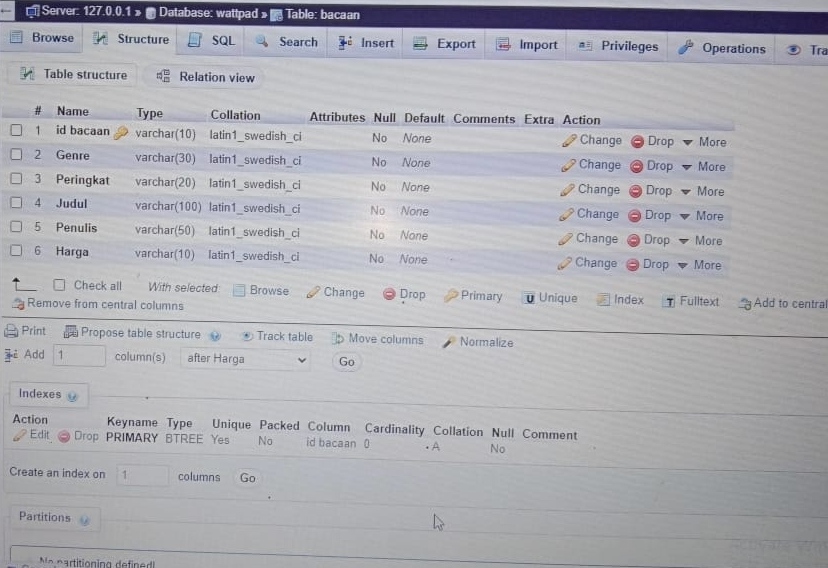 Server: 127.0.0.1 » Database: wattpad » Table: bacaan
Browse Structure SQL Search Insert Export Import Privileges Operations Tra
Table structure Relation view
# Name Type Collation Attributes Null Default Comments Extra Action
1 id bacaan varchar(10) latin1_swedish_ci No None Change Drop More
2 Genre varchar(30) latin1_swedish_ci No None Change Drop More
3 Peringkat varchar(20) latin1_swedish_ci No None Change Drop More
4 Judul varchar(100) latin1_swedish_ci No None Change Drop More
5 Penulis varchar(50) latin1_swedish_ci No None Change Drop More
6 Harga varchar(10) latin1_swedish_ci No None Change Drop More
Check all With selected Browse Change Drop Primary Unique Index Fulltext Add to central
Remove from central columns
Print Propose table structure Track table Move columns Normalize
Add 1 column(s) after Harga Go
Indexes
Action Keyname Type Unique Packed Column Cardinality Collation Null Comment
Edit Drop PRIMARY BTREE Yes No id bacaan 0 A No
Create an index on 1 columns Go
Partitions
No partitioning defined!